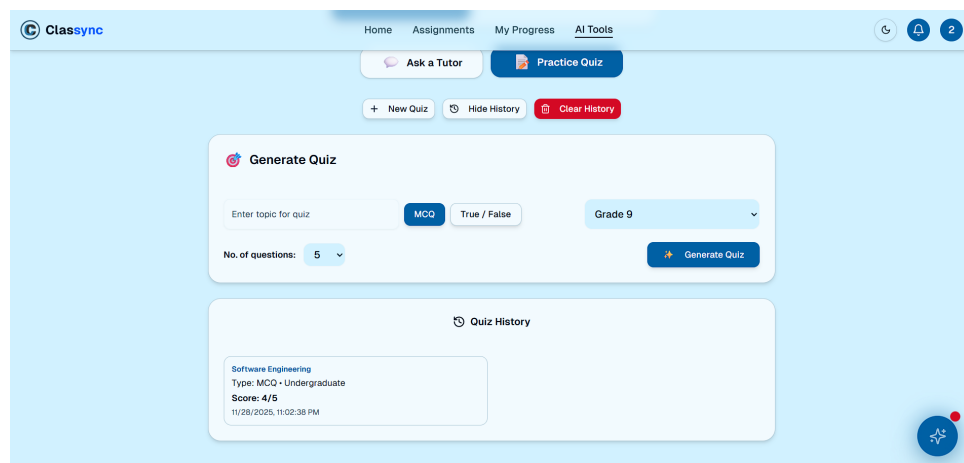 Classync
Home Assignments My Progress AI Tools
2
Ask a Tutor Practice Quiz
+ New Quiz Hide History Clear History
Generate Quiz
Enter topic for quiz MCQ True / False Grade 9
No. of questions: 5 Generate Quiz
Quiz History
Software Engineering
Type: MCQ • Undergraduate
Score: 4/5
11/28/2025, 11:02:38 PM